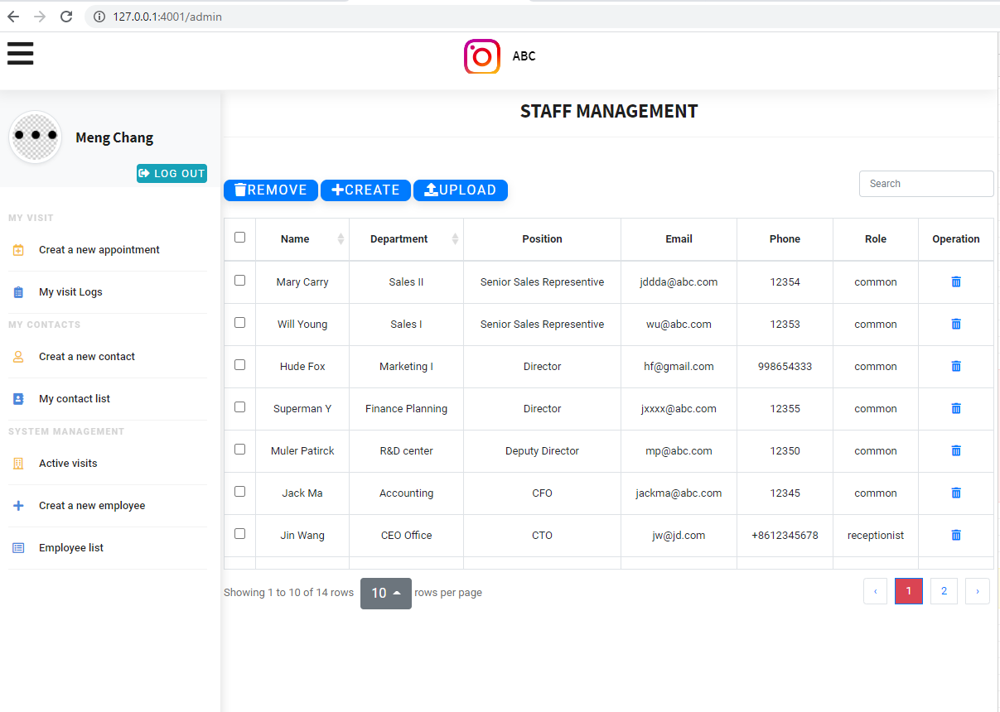 127.0.0.1:4001/admin
ABC
STAFF MANAGEMENT
Meng Chang
LOG OUT
MY VISIT
Creat a new appointment
My visit Logs
MY CONTACTS
Creat a new contact
My contact list
SYSTEM MANAGEMENT
Active visits
Creat a new employee
Employee list
REMOVE CREATE UPLOAD
Search
Name Department Position Email Phone Role Operation
Mary Carry Sales II Senior Sales Representive jddda@abc.com 12354 common
Will Young Sales I Senior Sales Representive wu@abc.com 12353 common
Hude Fox Marketing I Director hf@gmail.com 998654333 common
Superman Y Finance Planning Director jxxxx@abc.com 12355 common
Muler Patirck R&D center Deputy Director mp@abc.com 12350 common
Jack Ma Accounting CFO jackma@abc.com 12345 common
Jin Wang CEO Office CTO jw@jd.com +8612345678 receptionist
Showing 1 to 10 of 14 rows 10 rows per page
‹ 1 2 ›